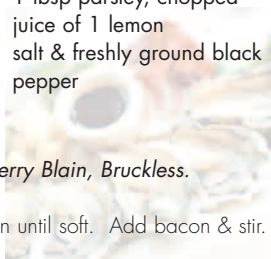 1 tbsp parsley, chopped
juice of 1 lemon
salt & freshly ground black
pepper
erry Blain, Bruckless.
n until soft. Add bacon & stir.